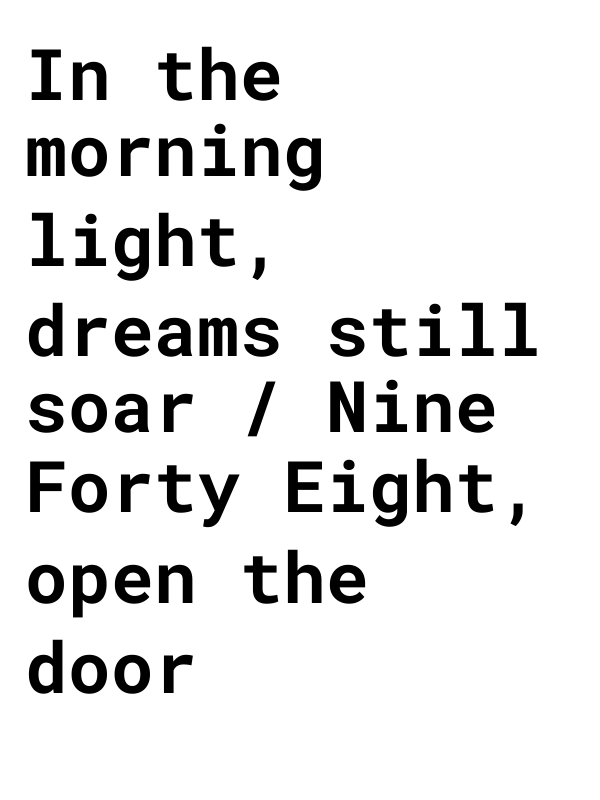 In the
morning
light,
dreams still
soar / Nine
Forty Eight,
open the
door